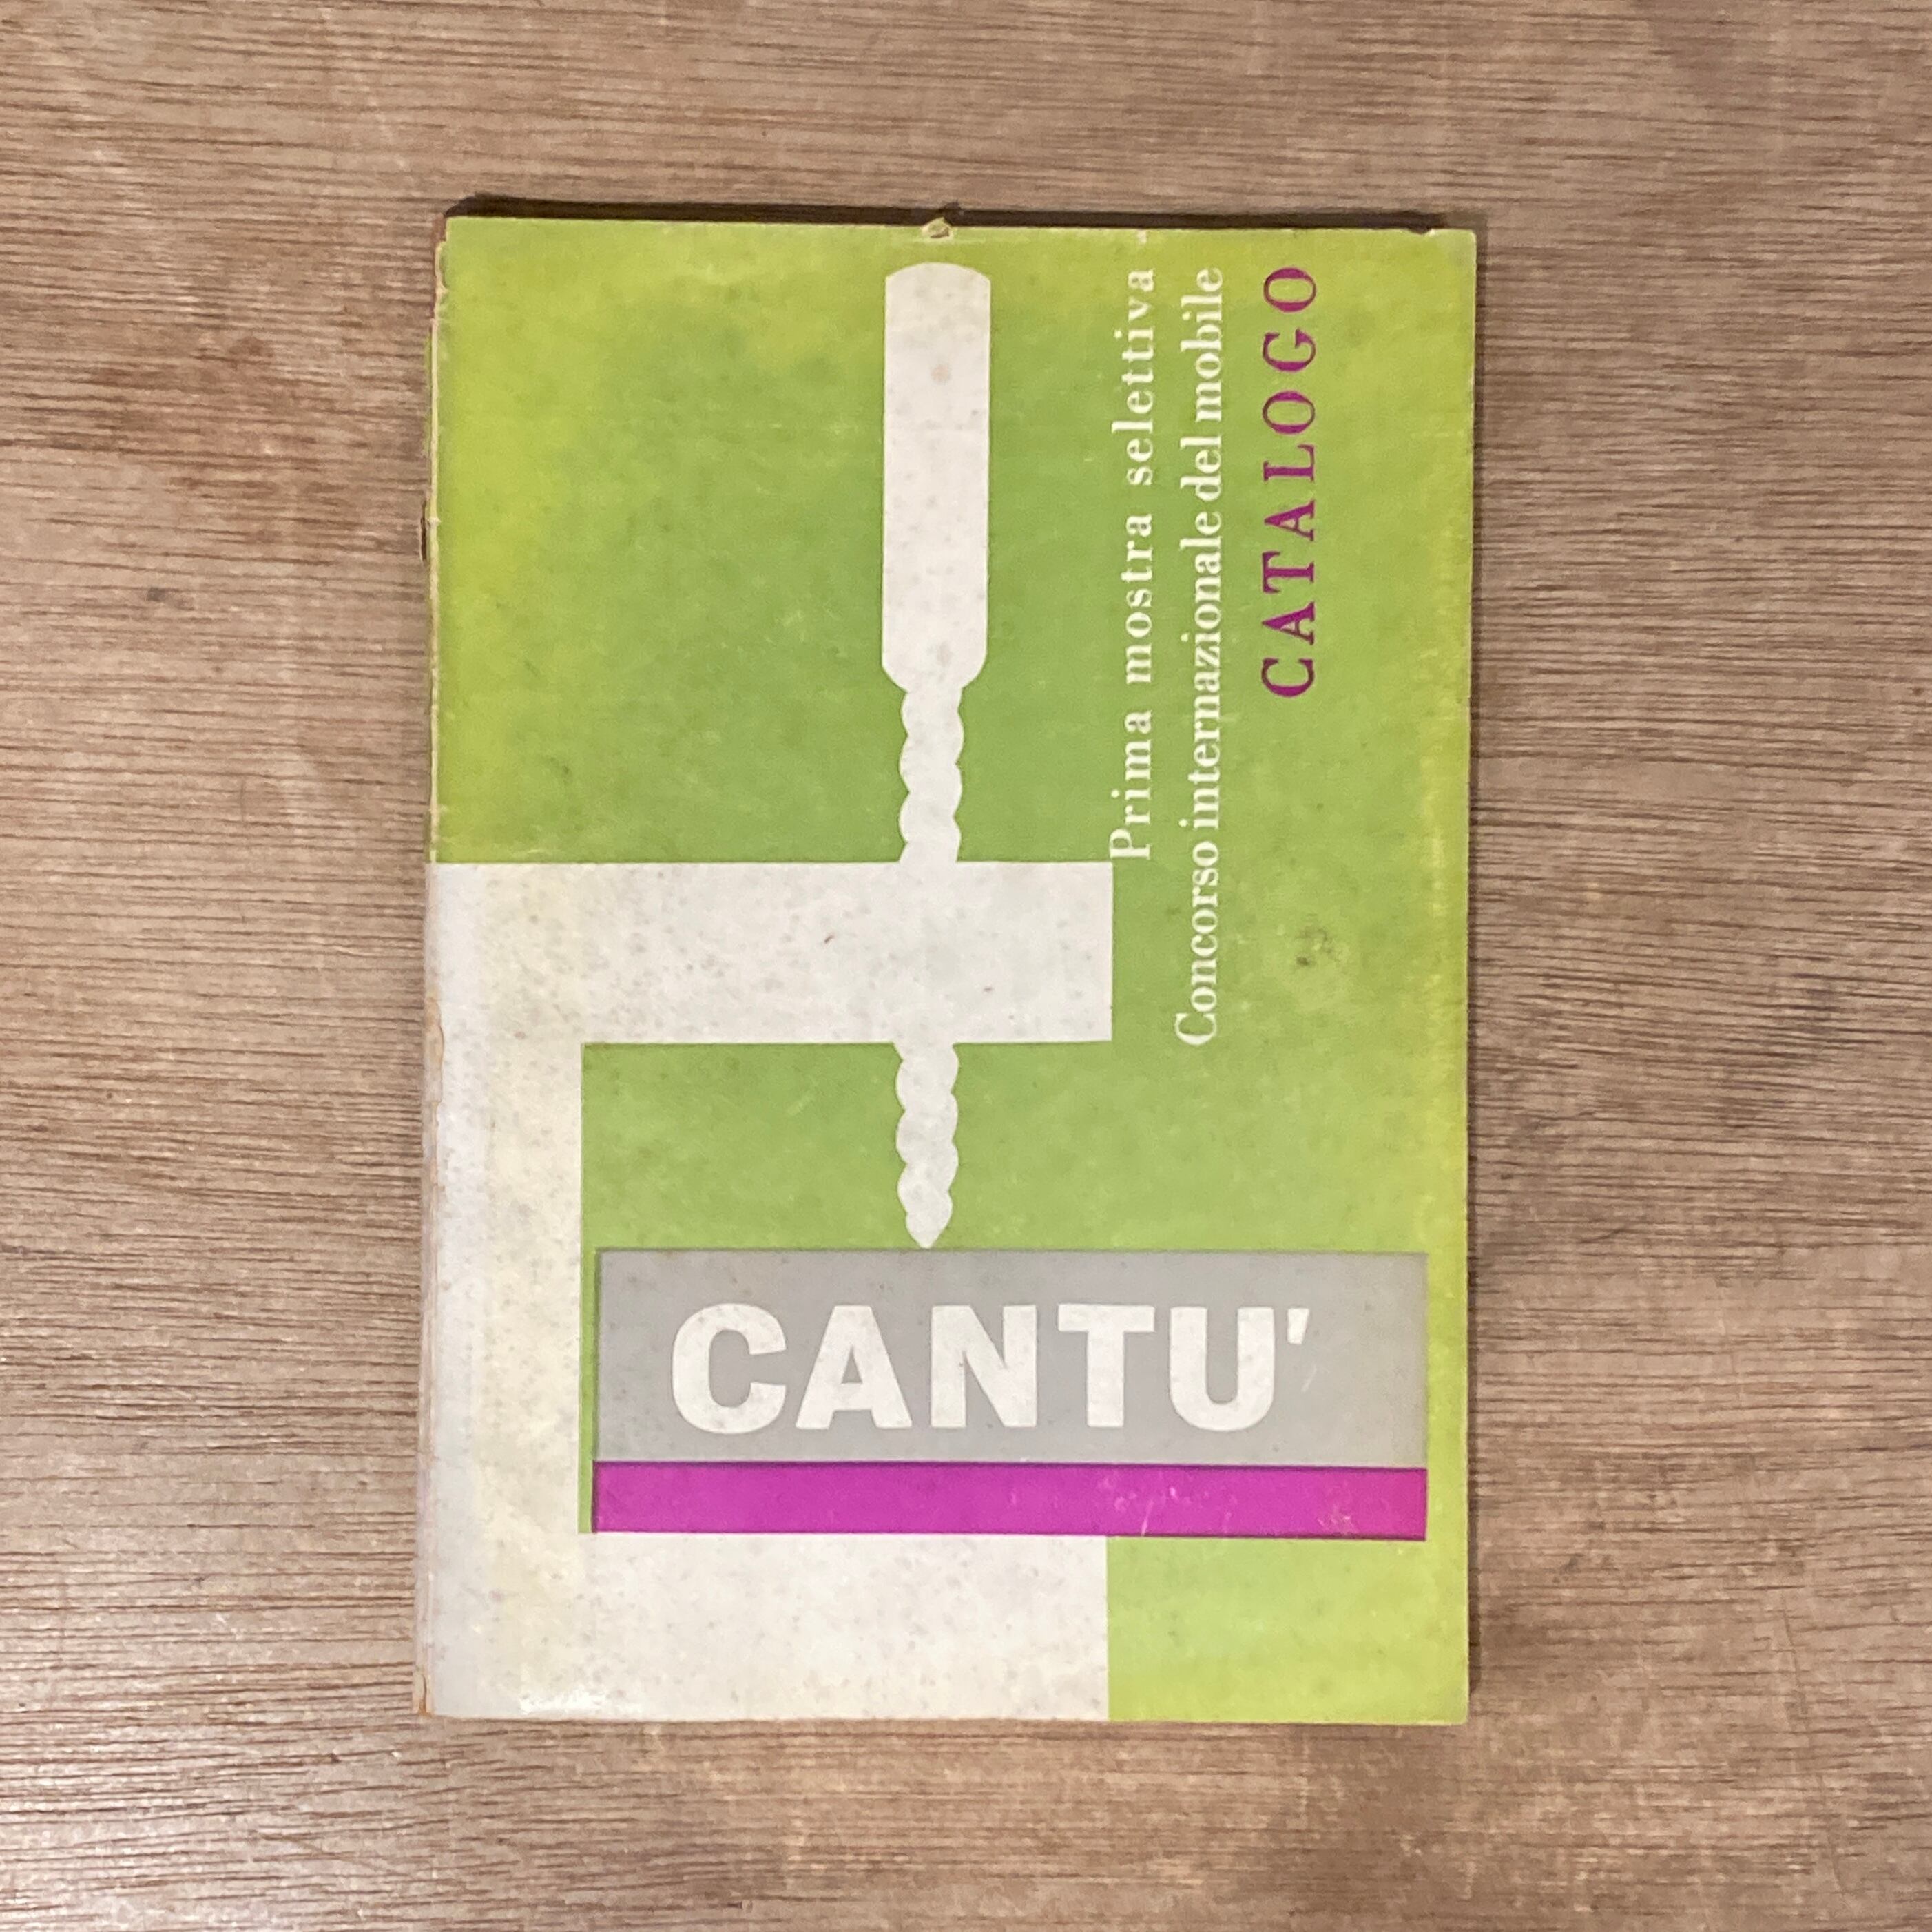 Prima mostra selettiva
Concorso internazionale del mobile
CATALOGO
CANTU'